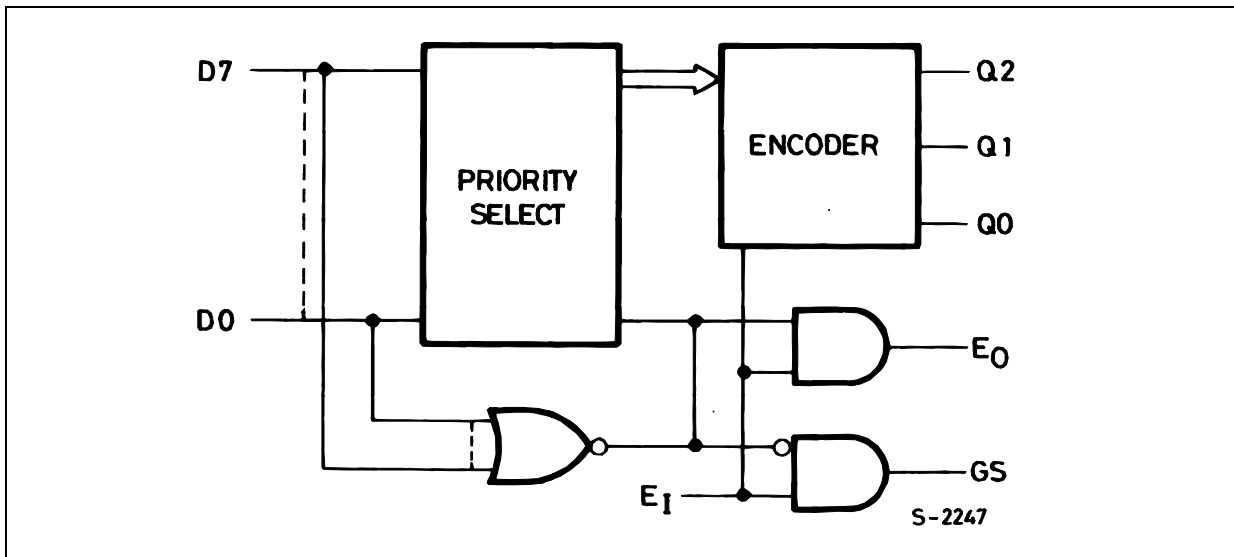 D7
PRIORITY
SELECT
ENCODER
Q2
Q1
Q0
D0
EO
EI
GS
S-2247